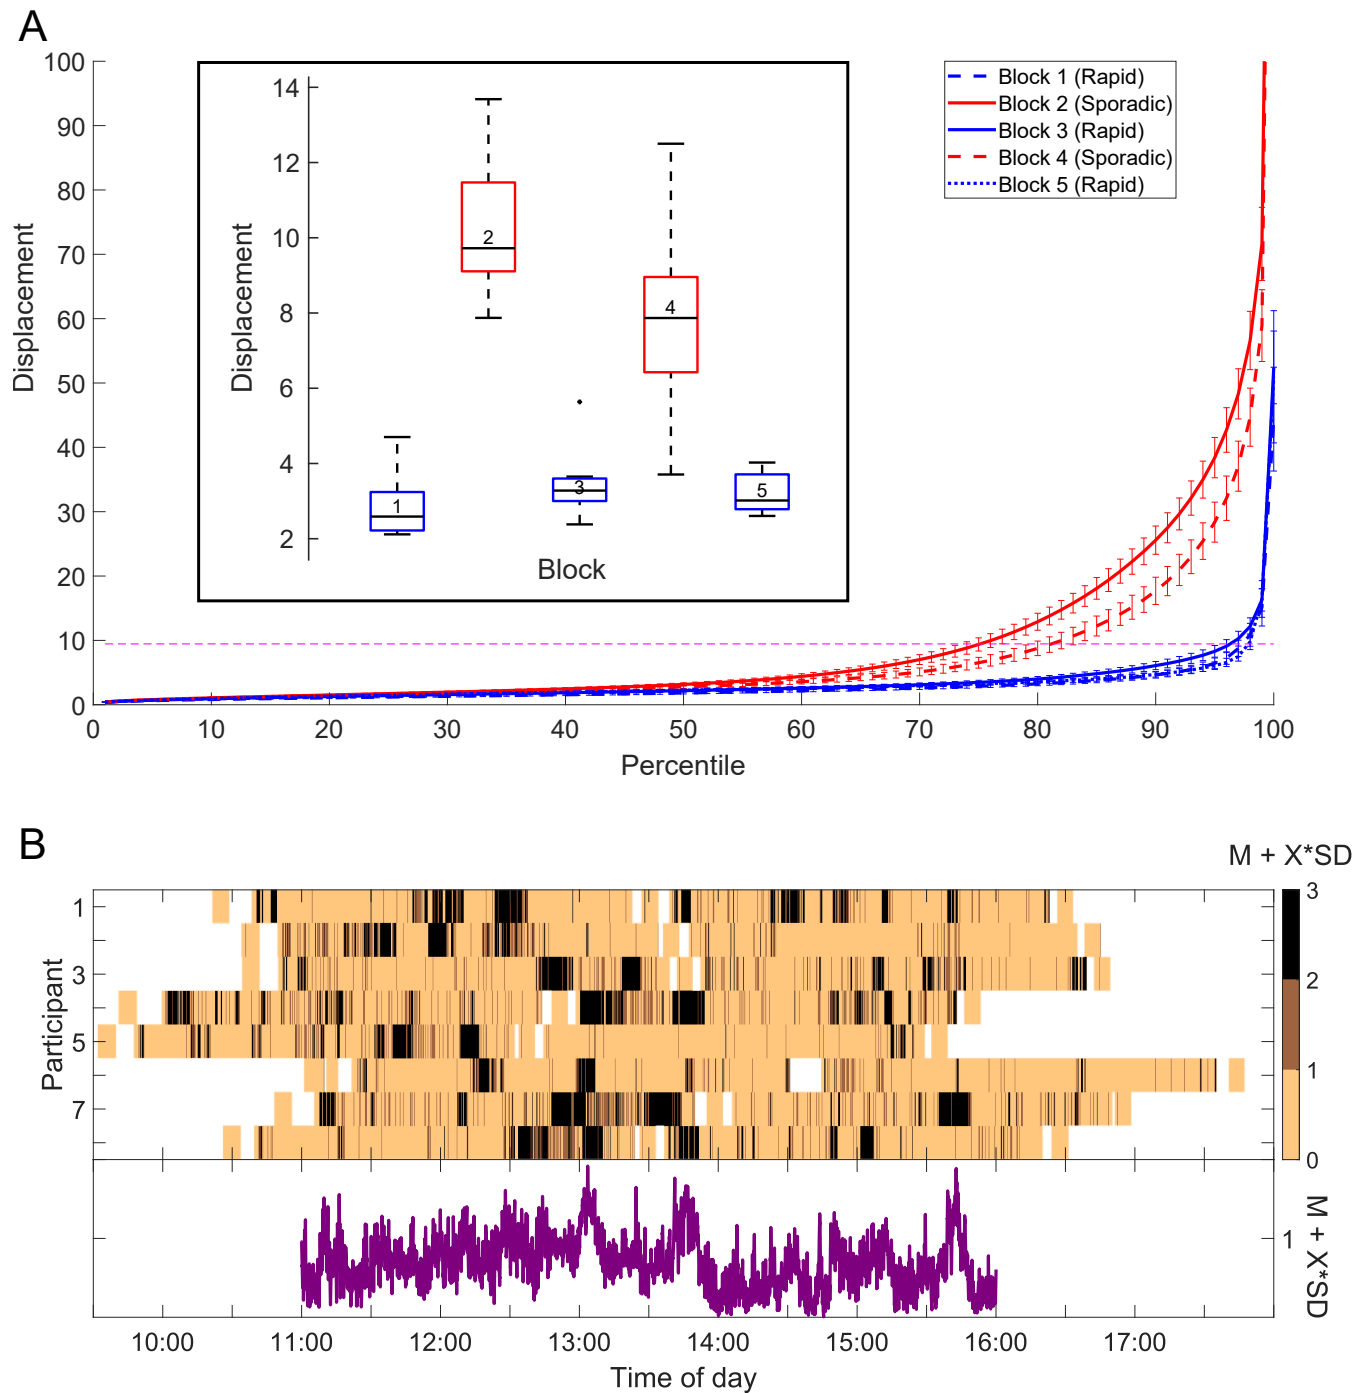 A
100
90
80
70
60
50
40
30
20
10
0
Displacement
0 10 20 30 40 50 60 70 80 90 100
Percentile
14
12
10
8
6
4
2
Displacement
1
2
3
4
5
Block
Block 1 (Rapid)
Block 2 (Sporadic)
Block 3 (Rapid)
Block 4 (Sporadic)
Block 5 (Rapid)
B
M + X*SD
3
2
1
0
1
3
5
7
Participant
1
M + X*SD
10:00 11:00 12:00 13:00 14:00 15:00 16:00 17:00
Time of day